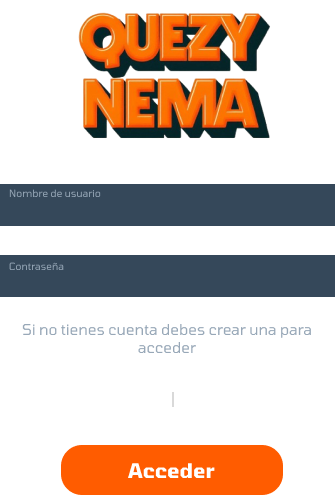 QUEZY
NEMA
Nombre de usuario
Contraseña
Si no tienes cuenta debes crear una para
acceder
|
Acceder